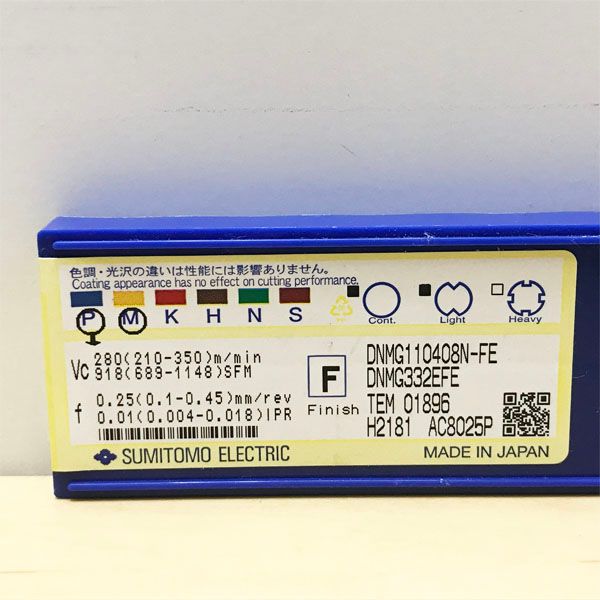 色調・光沢の違いは性能には影響ありません。
Coating appearance has no effect on cutting performance.
P M K H N S
Cont. Light Heavy
Vc 280(210-350)m/min
918(689-1148)SFM
f 0.25(0.1-0.45)mm/rev
0.01(0.004-0.018)IPR
F
Finish
DNMG110408N-FE
DNMG332EFE
TEM 01896
H2181 AC8025P
SUMITOMO ELECTRIC
MADE IN JAPAN